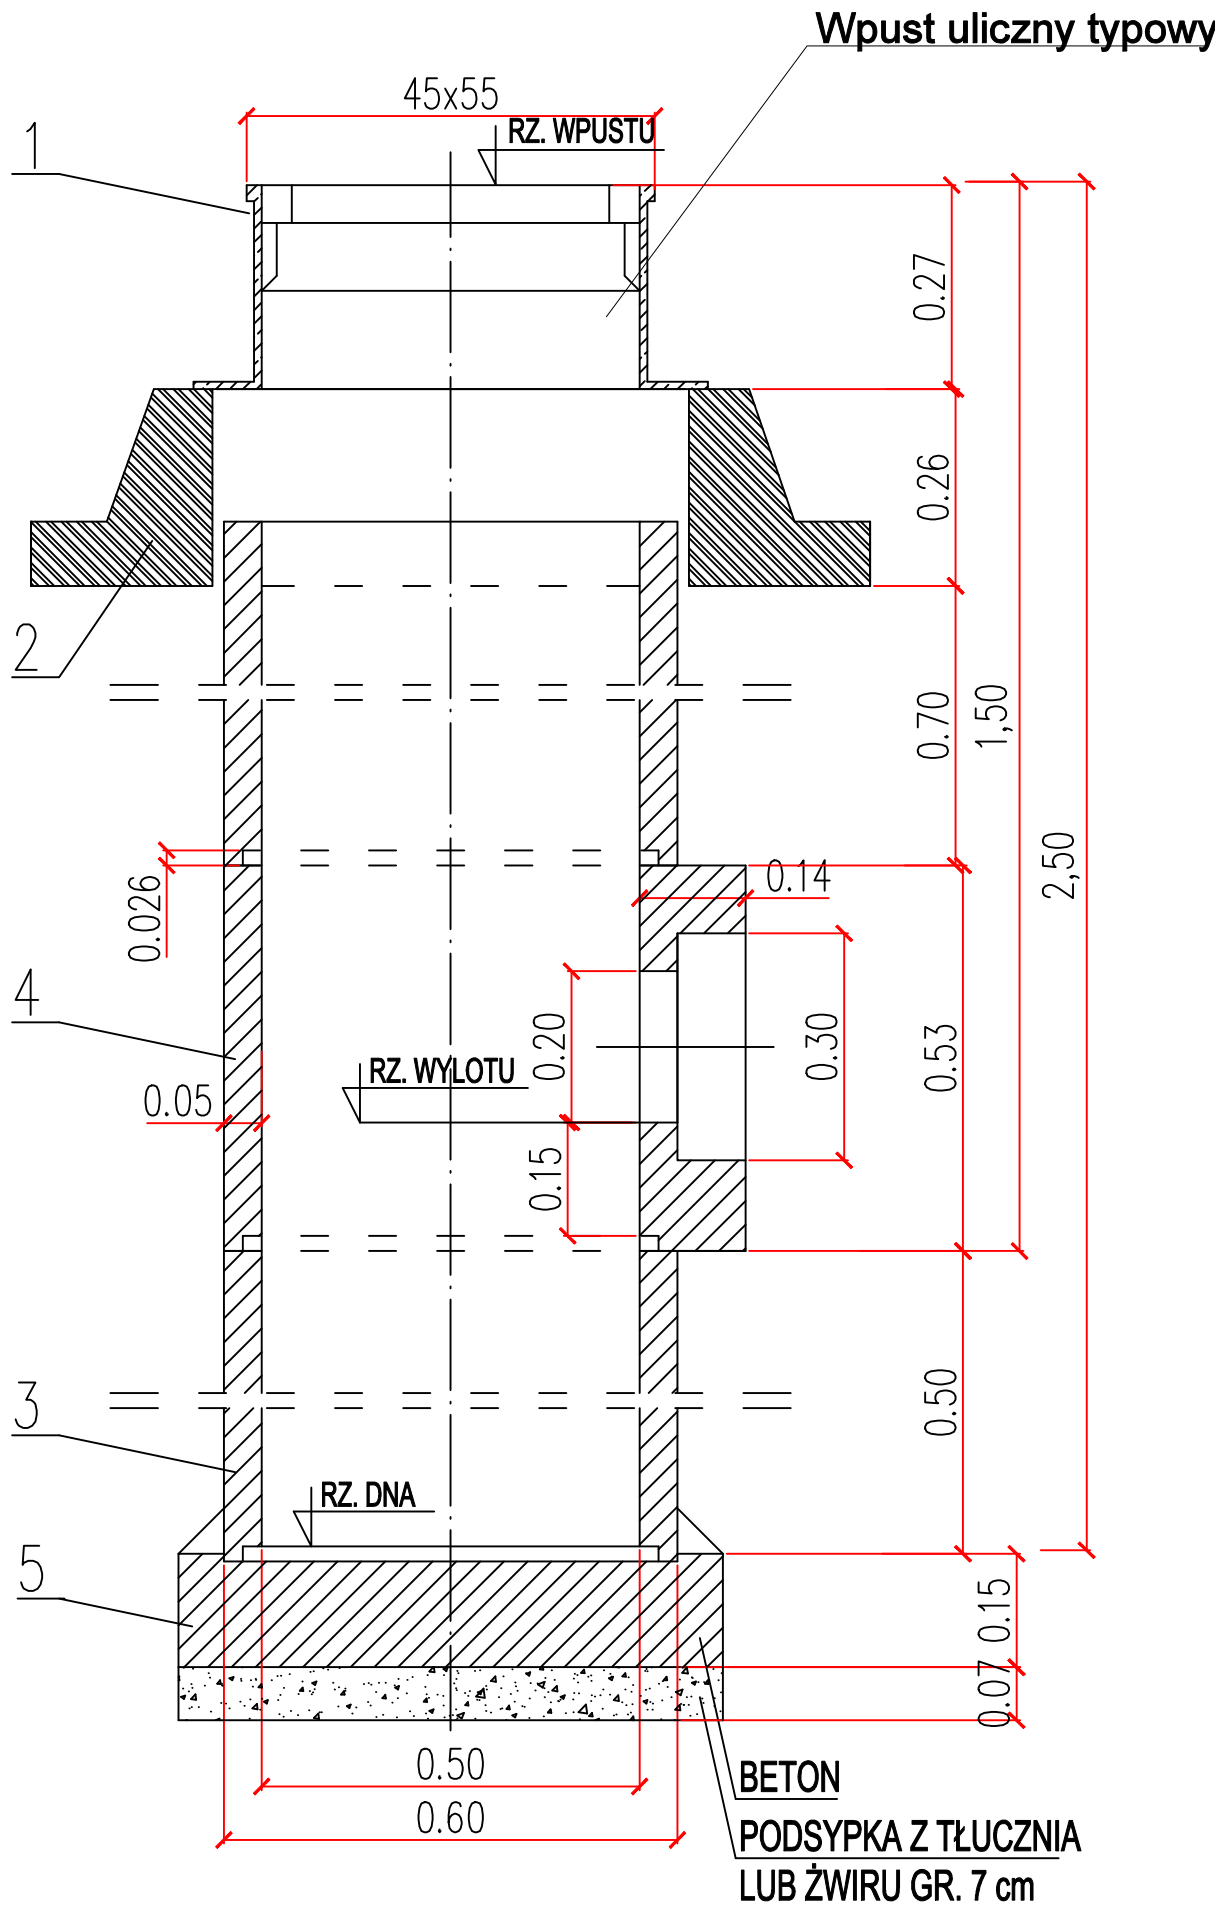 Wpust uliczny typowy
45x55
RZ. WPUSTU
1
0.27
0.26
2
0.70
1,50
2,50
0.026
0.14
4
0.20
0.30
0.53
RZ. WYLOTU
0.05
0.15
3
0.50
RZ. DNA
5
0.15
0.07
0.50
0.60
BETON
PODSYPKA Z TŁUCZNIA
LUB ŻWIRU GR. 7 cm